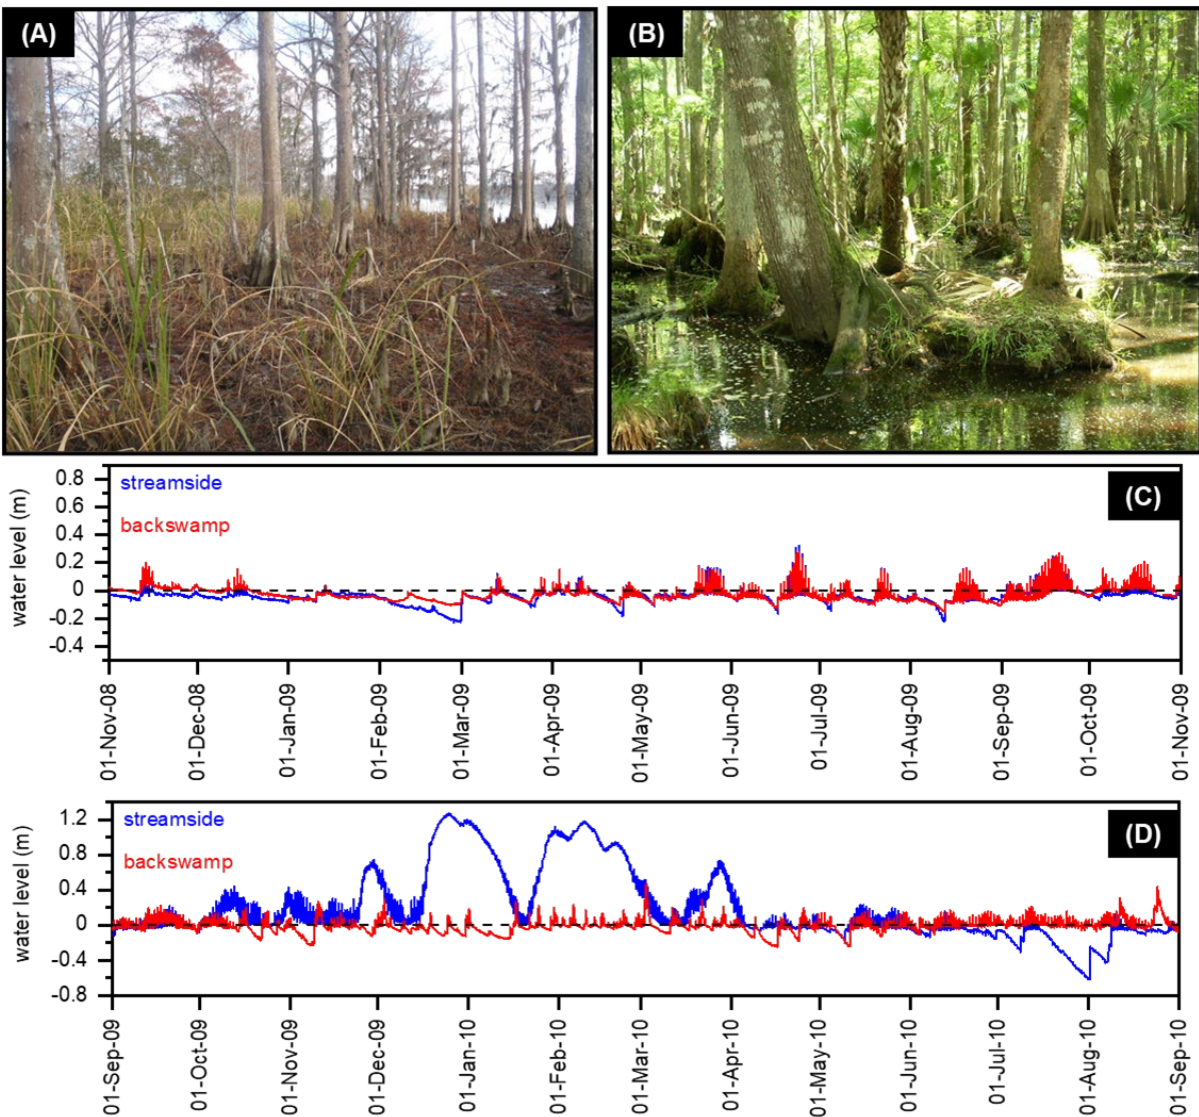 (A)
(B)
(C)
streamside
backswamp
water level (m)
0.8
0.6
0.4
0.2
0
-0.2
-0.4
01-Nov-08
01-Dec-08
01-Jan-09
01-Feb-09
01-Mar-09
01-Apr-09
01-May-09
01-Jun-09
01-Jul-09
01-Aug-09
01-Sep-09
01-Oct-09
01-Nov-09
(D)
streamside
backswamp
water level (m)
1.2
0.8
0.4
0
-0.4
-0.8
01-Sep-09
01-Oct-09
01-Nov-09
01-Dec-09
01-Jan-10
01-Feb-10
01-Mar-10
01-Apr-10
01-May-10
01-Jun-10
01-Jul-10
01-Aug-10
01-Sep-10